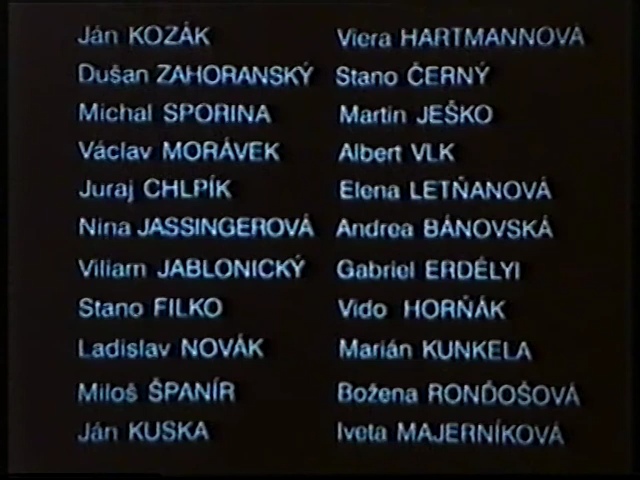 Ján KOZÁK
Dušan ZAHORANSKÝ
Michal SPORINA
Václav MORÁVEK
Juraj CHLPÍK
Nina JASSINGEROVÁ
Viliam JABLONICKÝ
Stano FILKO
Ladislav NOVÁK
Miloš ŠPANÍR
Ján KUSKA
Viera HARTMANNOVÁ
Stano ČERNÝ
Martin JEŠKO
Albert VLK
Elena LETŇANOVÁ
Andrea BÁNOVSKÁ
Gabriel ERDÉLYI
Vido HORŇÁK
Marián KUNKELA
Božena RONĎOŠOVÁ
Iveta MAJERNÍKOVÁ